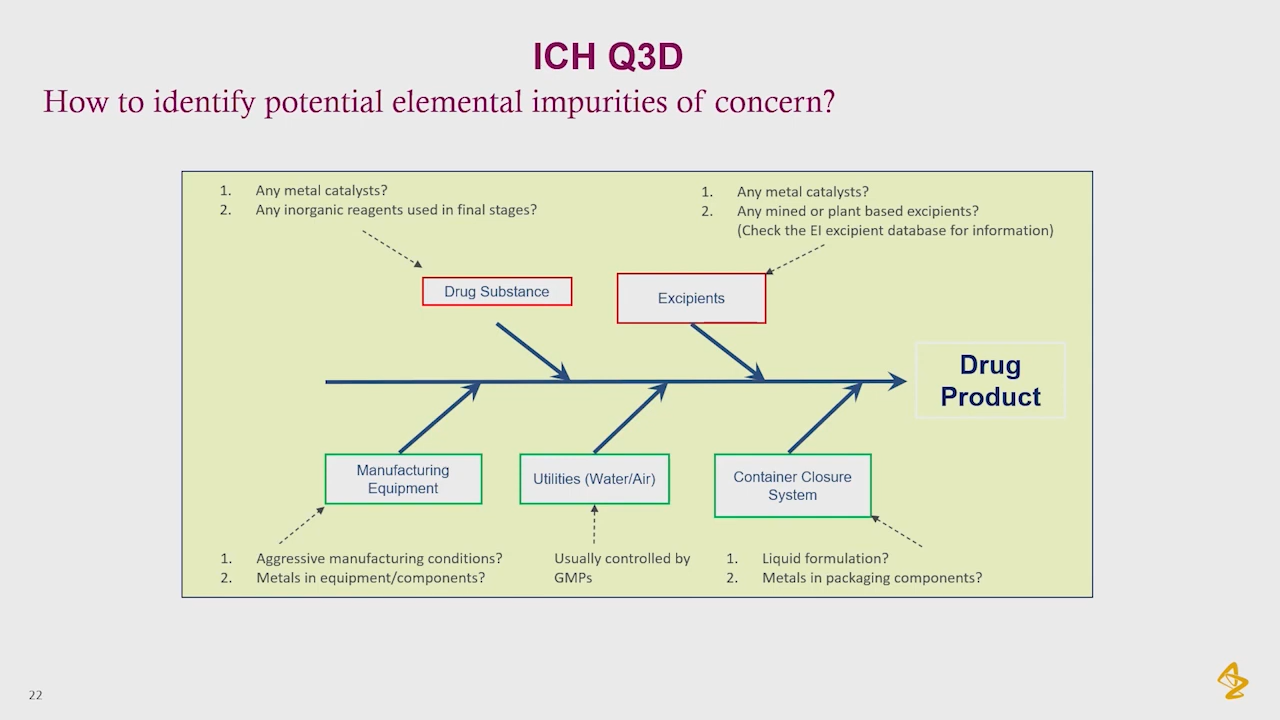 ICH Q3D
How to identify potential elemental impurities of concern?
1. Any metal catalysts?
2. Any inorganic reagents used in final stages?
1. Any metal catalysts?
2. Any mined or plant based excipients?
(Check the EI excipient database for information)
Drug Substance
Excipients
Drug
Product
Manufacturing
Equipment
Utilities (Water/Air)
Container Closure
System
1. Aggressive manufacturing conditions?
2. Metals in equipment/components?
Usually controlled by
GMPs
1. Liquid formulation?
2. Metals in packaging components?
22